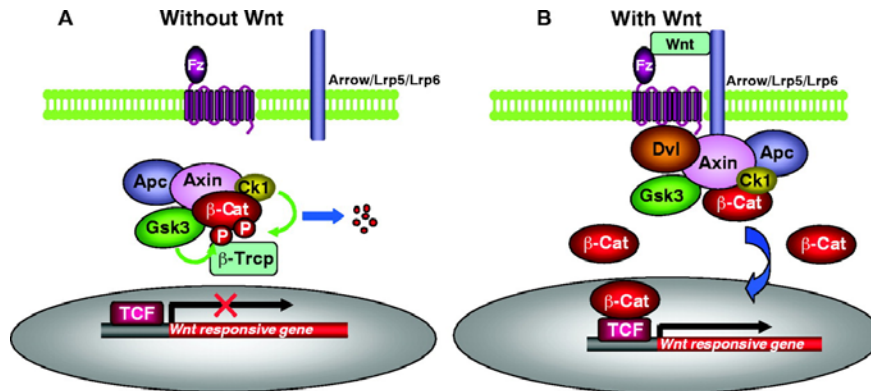 A
Without Wnt
Fz
Arrow/Lrp5/Lrp6
Apc
Axin
Ck1
β-Cat
Gsk3
P
P
β-Trcp
TCF
Wnt responsive gene
B
With Wnt
Fz
Wnt
Arrow/Lrp5/Lrp6
Dvl
Axin
Apc
Ck1
Gsk3
β-Cat
β-Cat
β-Cat
β-Cat
TCF
Wnt responsive gene